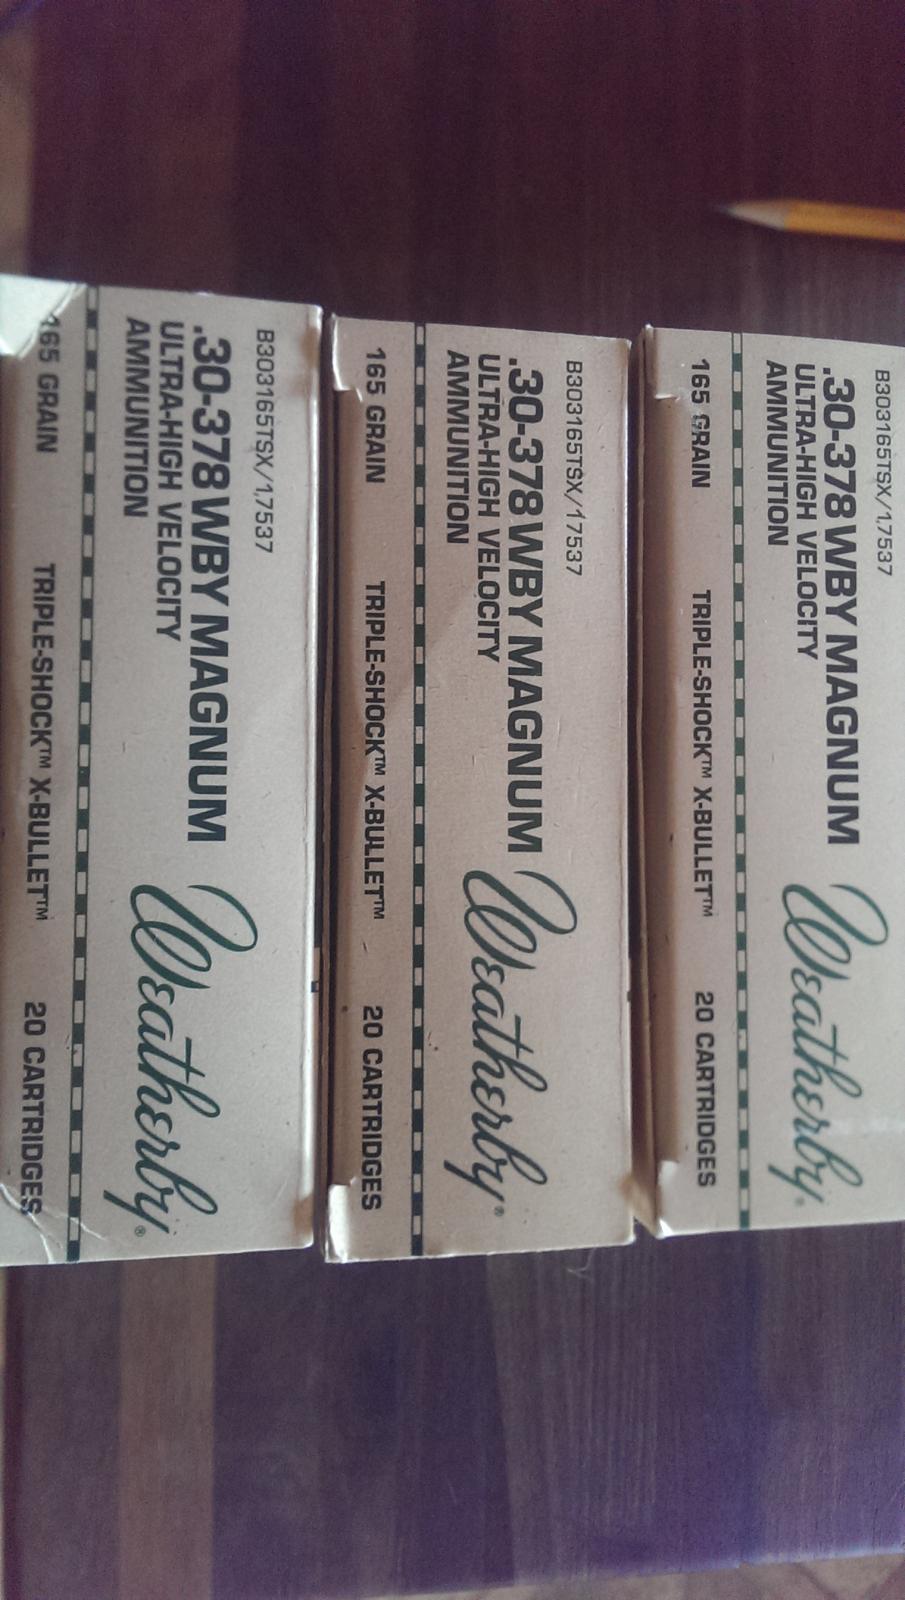 B303165TSX/17537
.30-378 WBY MAGNUM
ULTRA-HIGH VELOCITY
AMMUNITION
Weatherby®
165 GRAIN TRIPLE-SHOCK™ X-BULLET™ 20 CARTRIDGES
B303165TSX/17537
.30-378 WBY MAGNUM
ULTRA-HIGH VELOCITY
AMMUNITION
Weatherby®
165 GRAIN TRIPLE-SHOCK™ X-BULLET™ 20 CARTRIDGES
B303165TSX/17537
.30-378 WBY MAGNUM
ULTRA-HIGH VELOCITY
AMMUNITION
Weatherby®
165 GRAIN TRIPLE-SHOCK™ X-BULLET™ 20 CARTRIDGES